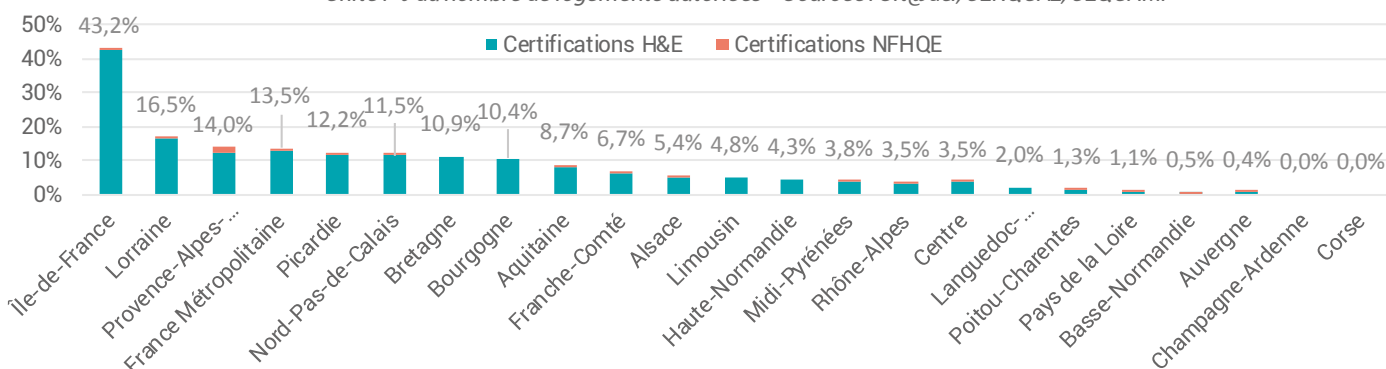 50%
40%
30%
20%
10%
0%
Certifications H&E
Certifications NFHQE
43,2%
16,5%
14,0%
13,5%
12,2%
11,5%
10,9%
10,4%
8,7%
6,7%
5,4%
4,8%
4,3%
3,8%
3,5%
3,5%
2,0%
1,3%
1,1%
0,5%
0,4%
0,0%
0,0%
Île-de-France
Lorraine
Provence-Alpes-...
France Métropolitaine
Picardie
Nord-Pas-de-Calais
Bretagne
Bourgogne
Aquitaine
Franche-Comté
Alsace
Limousin
Haute-Normandie
Midi-Pyrénées
Rhône-Alpes
Centre
Languedoc-...
Poitou-Charentes
Pays de la Loire
Basse-Normandie
Auvergne
Champagne-Ardenne
Corse